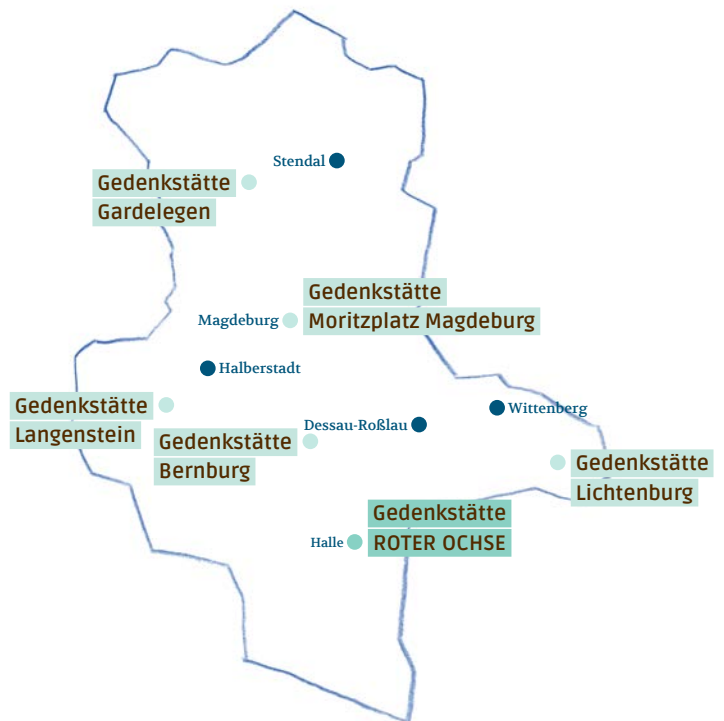 Stendal
Gedenkstätte
Gardelegen
Gedenkstätte
Moritzplatz Magdeburg
Magdeburg
Halberstadt
Gedenkstätte
Langenstein
Wittenberg
Dessau-Roßlau
Gedenkstätte
Bernburg
Gedenkstätte
Lichtenburg
Gedenkstätte
ROTER OCHSE
Halle